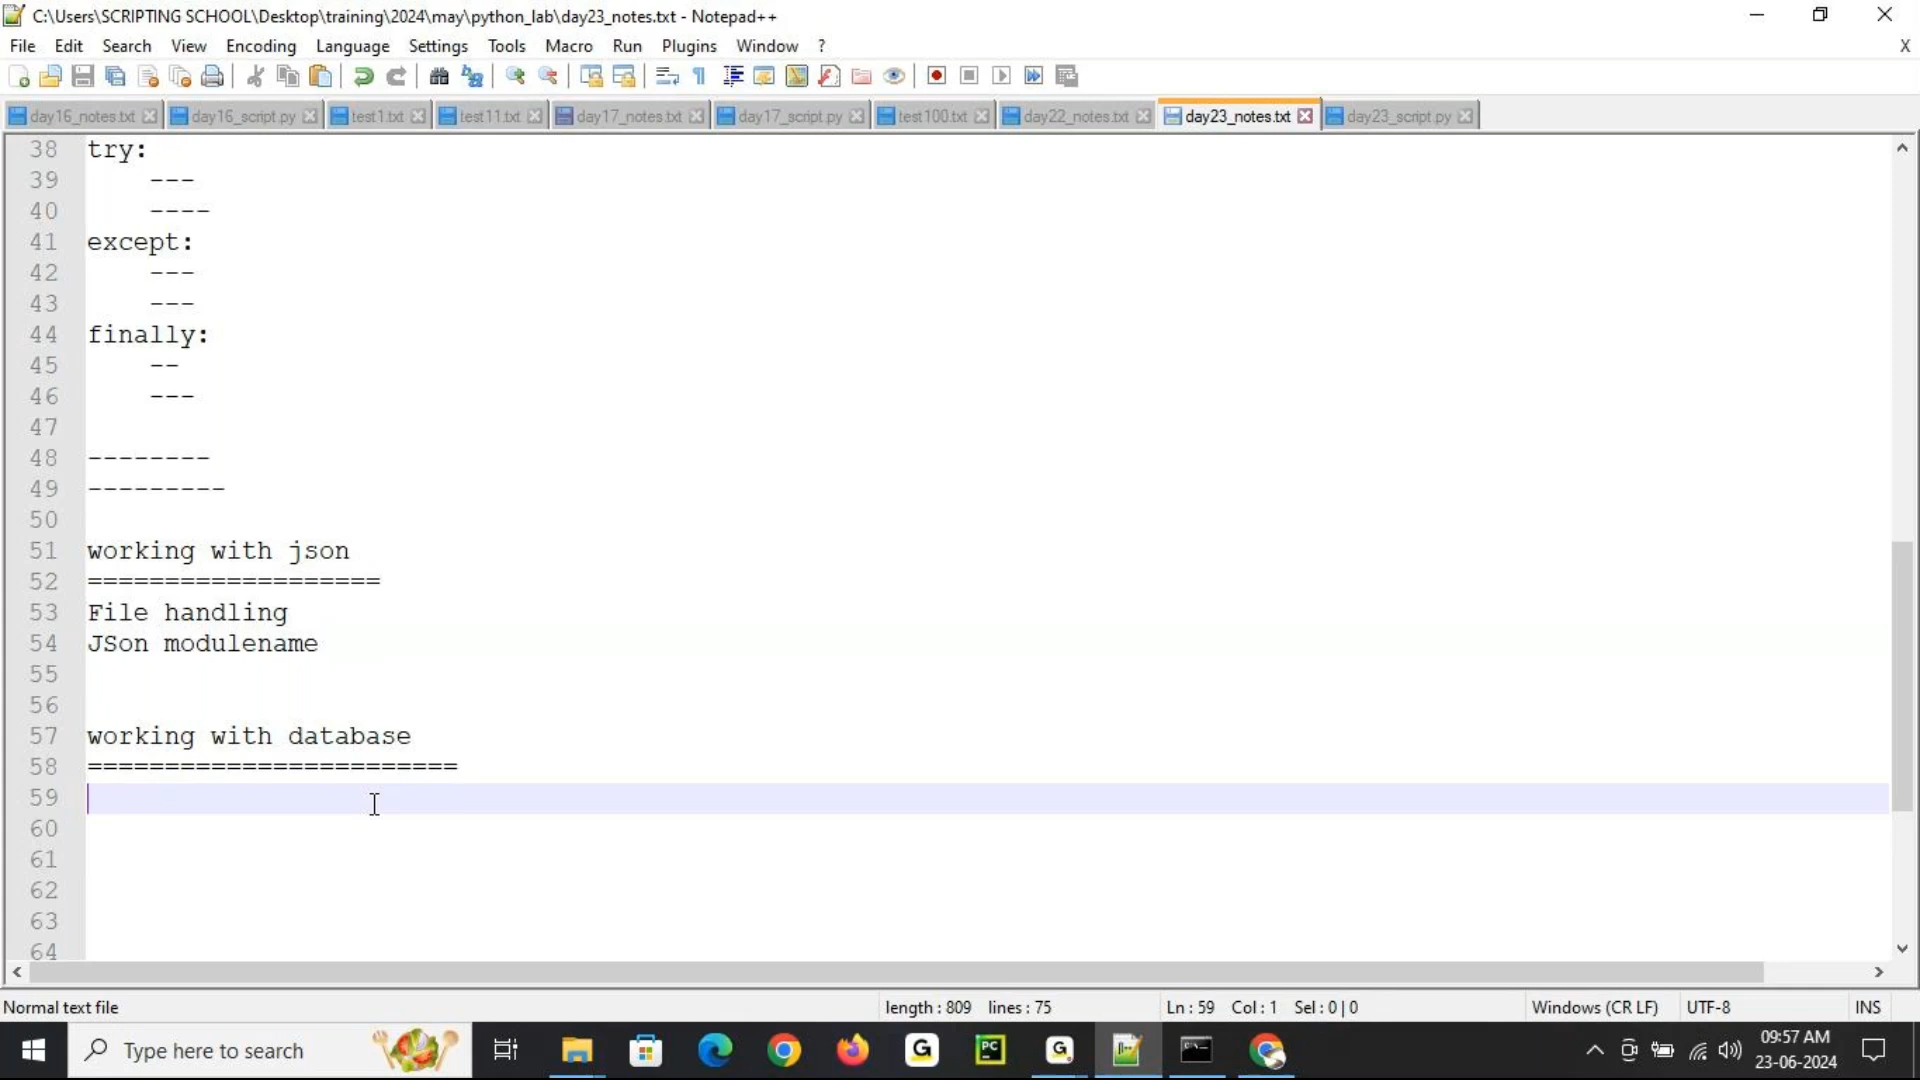 C:\Users\SCRIPTING SCHOOL\Desktop\training\2024\may\python_lab\day23_notes.txt - Notepad++
File Edit Search View Encoding Language Settings Tools Macro Run Plugins Window ? X
day16_notes.txt day16_script.py test1.txt test11.txt day17_notes.txt day17_script.py test100.txt day22_notes.txt day23_notes.txt day23_script.py
38 try:
39 ---
40 ----
41 except:
42 ---
43 ---
44 finally:
45 --
46 ---
47
48 --------
49 ---------
50
51 working with json
52 ===================
53 File handling
54 JSon modulename
55
56
57 working with database
58 ========================
59
60
61
62
63
64
Normal text file length : 809 lines : 75 Ln : 59 Col : 1 Sel : 0 | 0 Windows (CR LF) UTF-8 INS
Type here to search
09:57 AM
23-06-2024